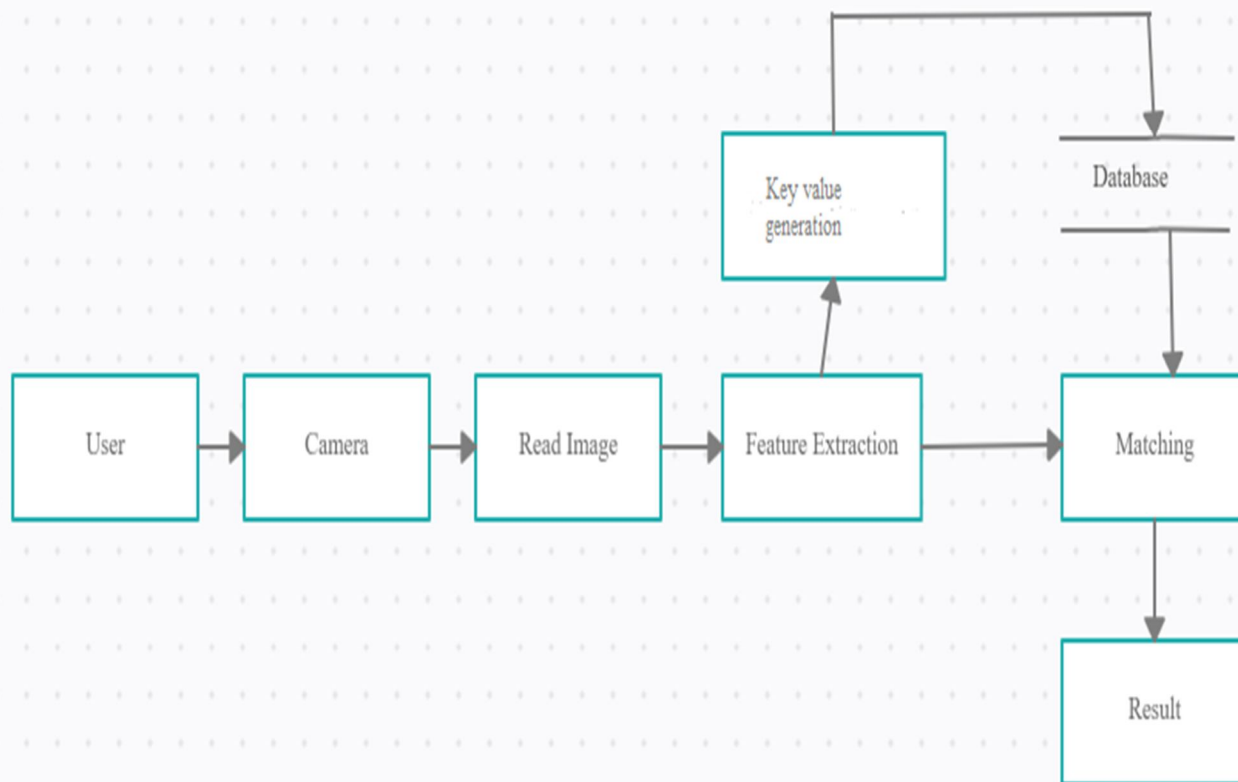 Key value
generation
Database
User
Camera
Read Image
Feature Extraction
Matching
Result